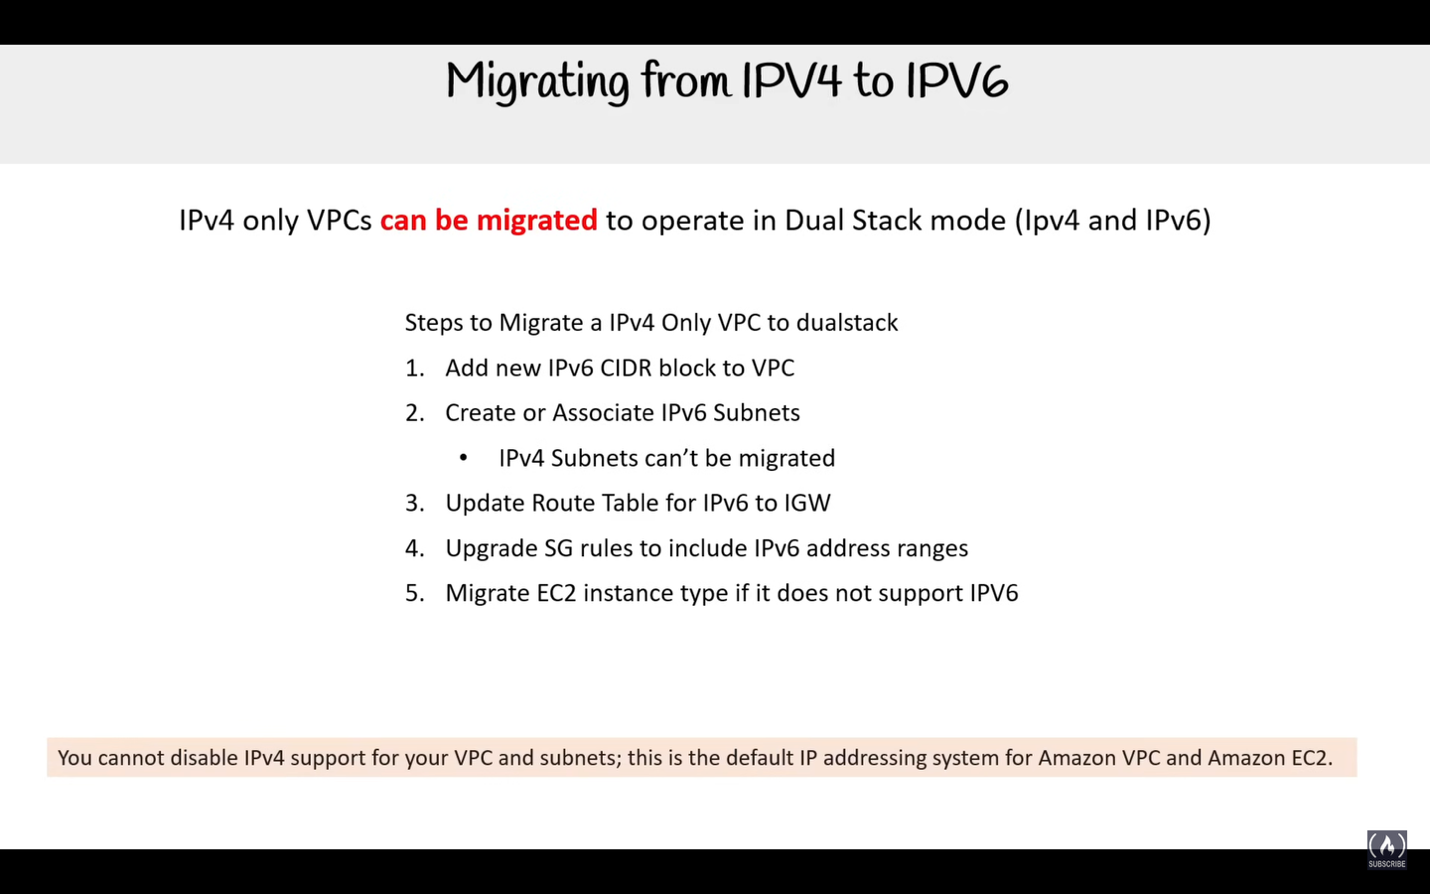 Migrating from IPV4 to IPV6
IPv4 only VPCs can be migrated to operate in Dual Stack mode (Ipv4 and IPv6)
Steps to Migrate a IPv4 Only VPC to dualstack
1. Add new IPv6 CIDR block to VPC
2. Create or Associate IPv6 Subnets
• IPv4 Subnets can’t be migrated
3. Update Route Table for IPv6 to IGW
4. Upgrade SG rules to include IPv6 address ranges
5. Migrate EC2 instance type if it does not support IPV6
You cannot disable IPv4 support for your VPC and subnets; this is the default IP addressing system for Amazon VPC and Amazon EC2.
SUBSCRIBE